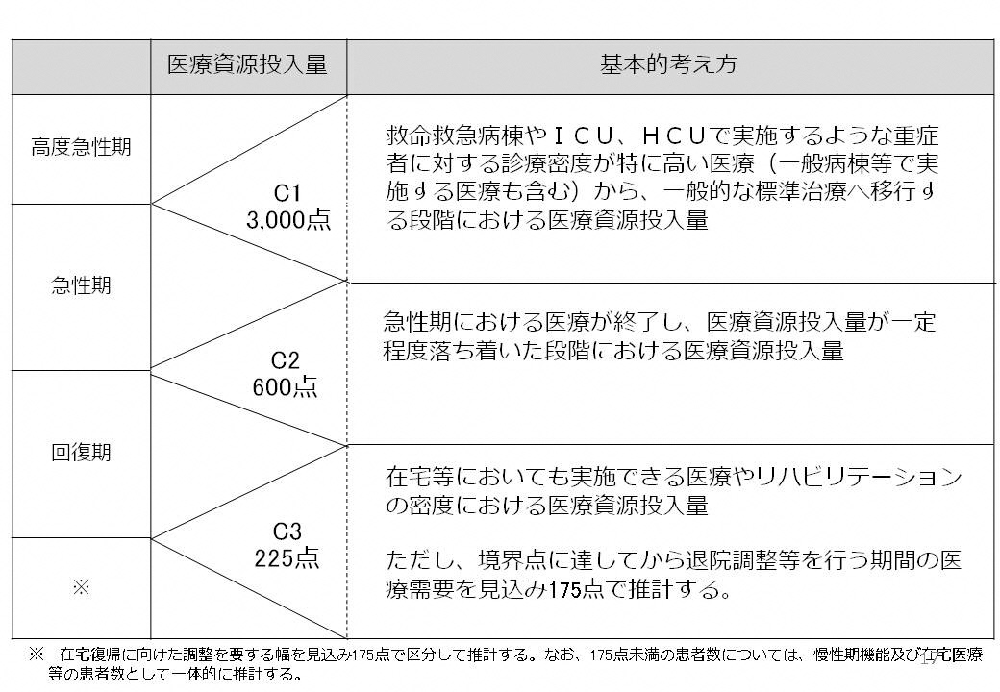 医療資源投入量
基本的考え方
高度急性期
C1
3,000点
救命救急病棟やＩＣＵ、ＨＣＵで実施するような重症
者に対する診療密度が特に高い医療（一般病棟等で実
施する医療も含む）から、一般的な標準治療へ移行す
る段階における医療資源投入量
急性期
C2
600点
急性期における医療が終了し、医療資源投入量が一定
程度落ち着いた段階における医療資源投入量
回復期
C3
225点
在宅等においても実施できる医療やリハビリテーション
の密度における医療資源投入量
ただし、境界点に達してから退院調整等を行う期間の医
療需要を見込み175点で推計する。
※
※　在宅復帰に向けた調整を要する幅を見込み175点で区分して推計する。なお、175点未満の患者数については、慢性期機能及び在宅医療
等の患者数として一体的に推計する。